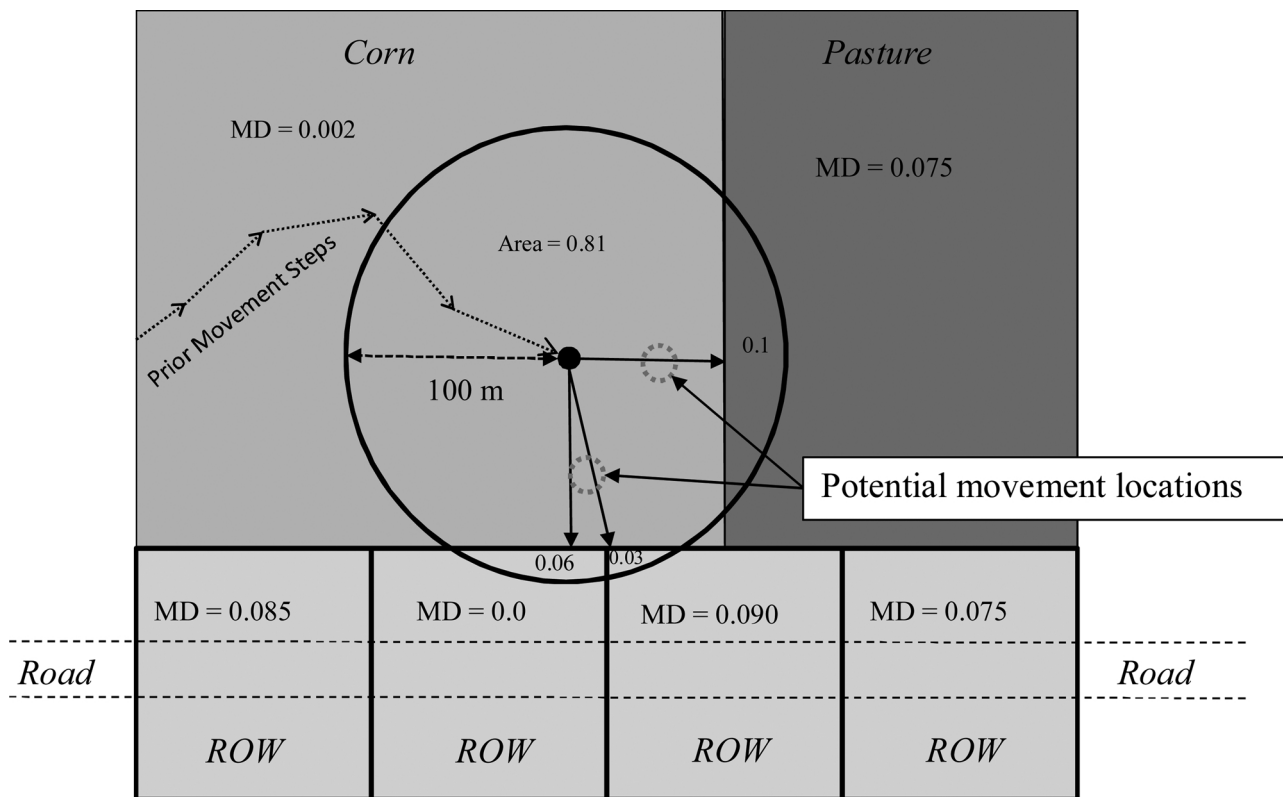 Corn
Pasture
MD = 0.002
MD = 0.075
Area = 0.81
Prior Movement Steps
0.1
100 m
Potential movement locations
0.06
0.03
MD = 0.085
MD = 0.0
MD = 0.090
MD = 0.075
Road
Road
ROW
ROW
ROW
ROW